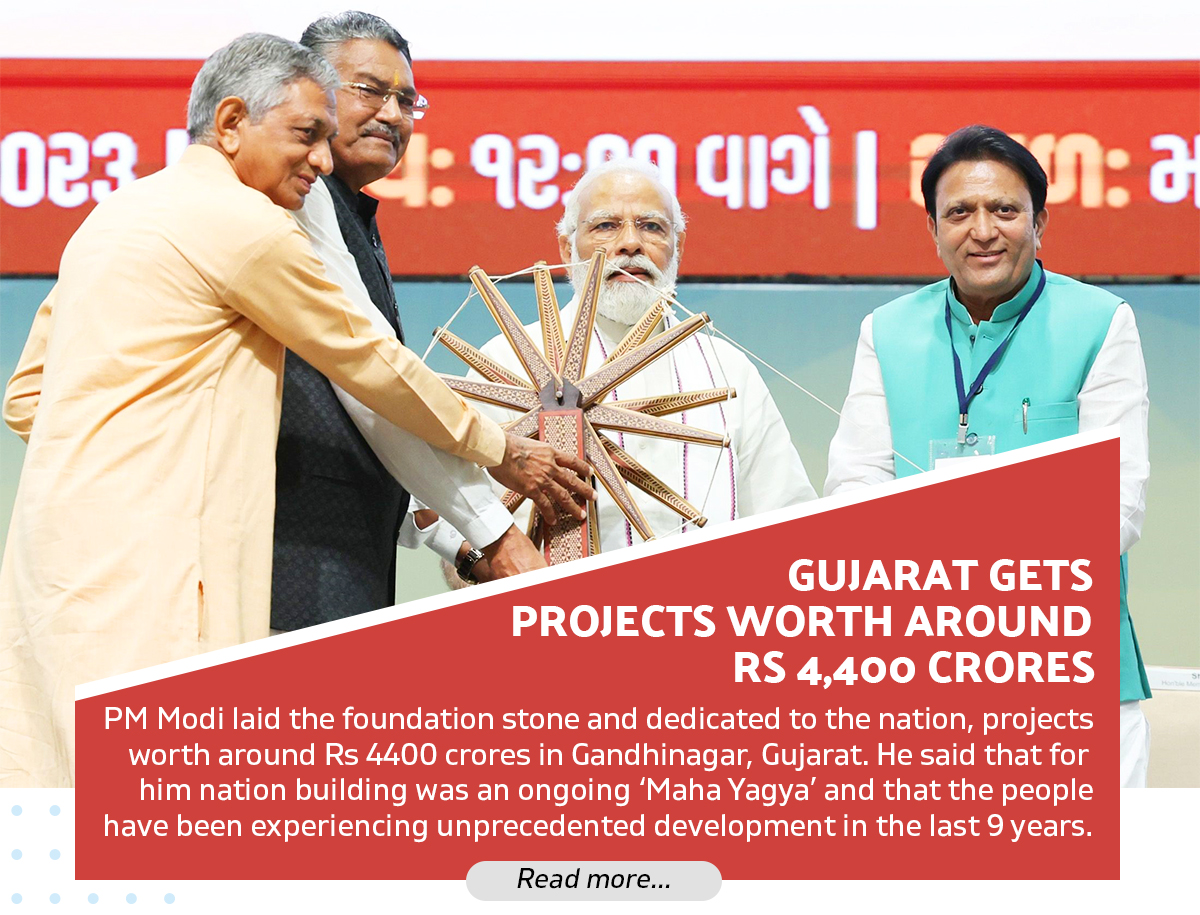 ૦૨૩
૧૨: વાગે |
GUJARAT GETS
PROJECTS WORTH AROUND
RS 4,400 CRORES
PM Modi laid the foundation stone and dedicated to the nation, projects
worth around Rs 4400 crores in Gandhinagar, Gujarat. He said that for
him nation building was an ongoing ‘Maha Yagya’ and that the people
have been experiencing unprecedented development in the last 9 years.
Read more...